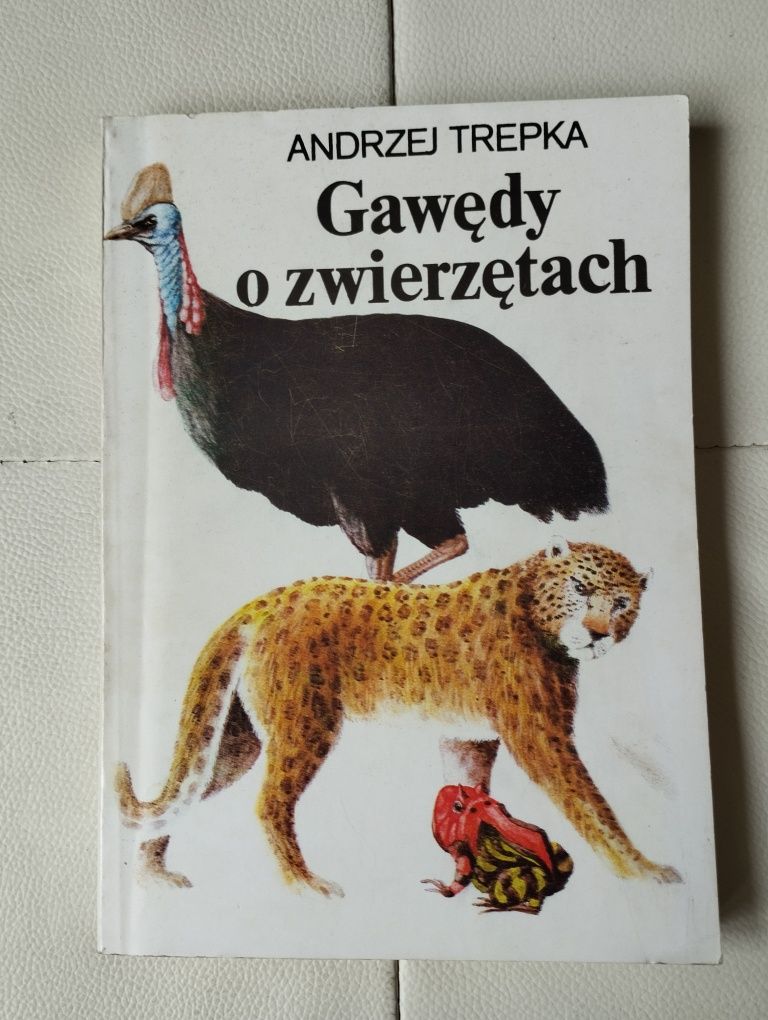 ANDRZEJ TREPKA
Gawędy
o zwierzętach